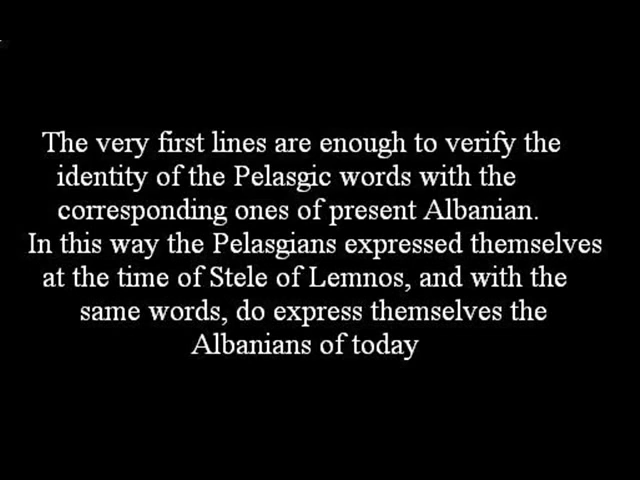 The very first lines are enough to verify the
identity of the Pelasgic words with the
corresponding ones of present Albanian.
In this way the Pelasgians expressed themselves
at the time of Stele of Lemnos, and with the
same words, do express themselves the
Albanians of today